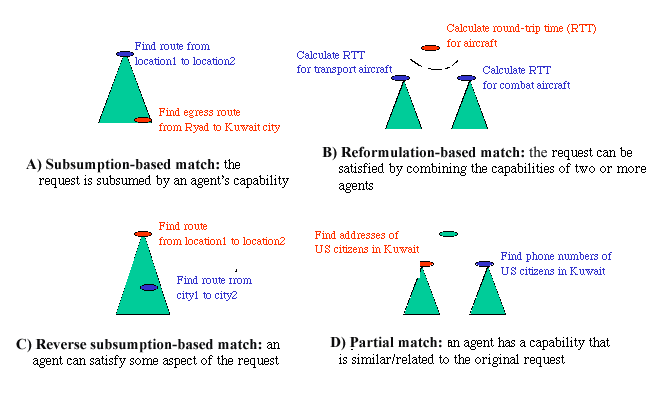 Find route from
location1 to location2
Find egress route
from Ryad to Kuwait city
A) Subsumption-based match: the
request is subsumed by an agent's capability
Calculate round-trip time (RTT)
for aircraft
Calculate RTT
for transport aircraft
Calculate RTT
for combat aircraft
B) Reformulation-based match: the request can be
satisfied by combining the capabilities of two or more
agents
Find route
from location1 to location2
Find route from
city1 to city2
C) Reverse subsumption-based match: an
agent can satisfy some aspect of the request
Find addresses of
US citizens in Kuwait
Find phone numbers of
US citizens in Kuwait
D) Partial match: an agent has a capability that
is similar/related to the original request